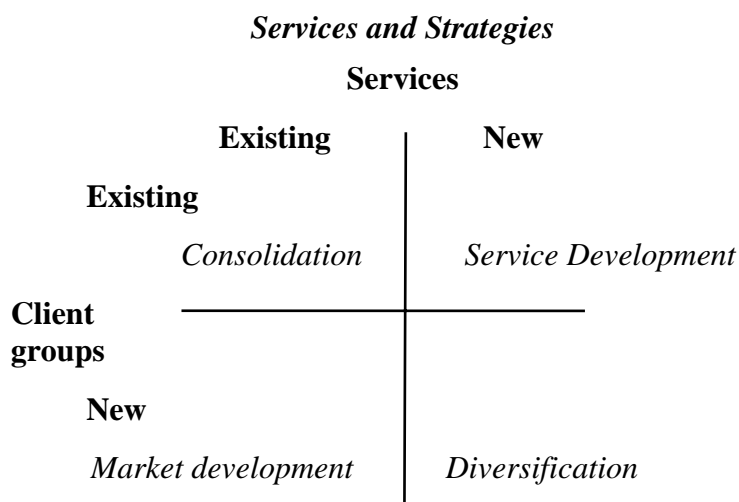 Services and Strategies
Services
Existing New
Existing
Consolidation Service Development
Client
groups
New
Market development Diversification